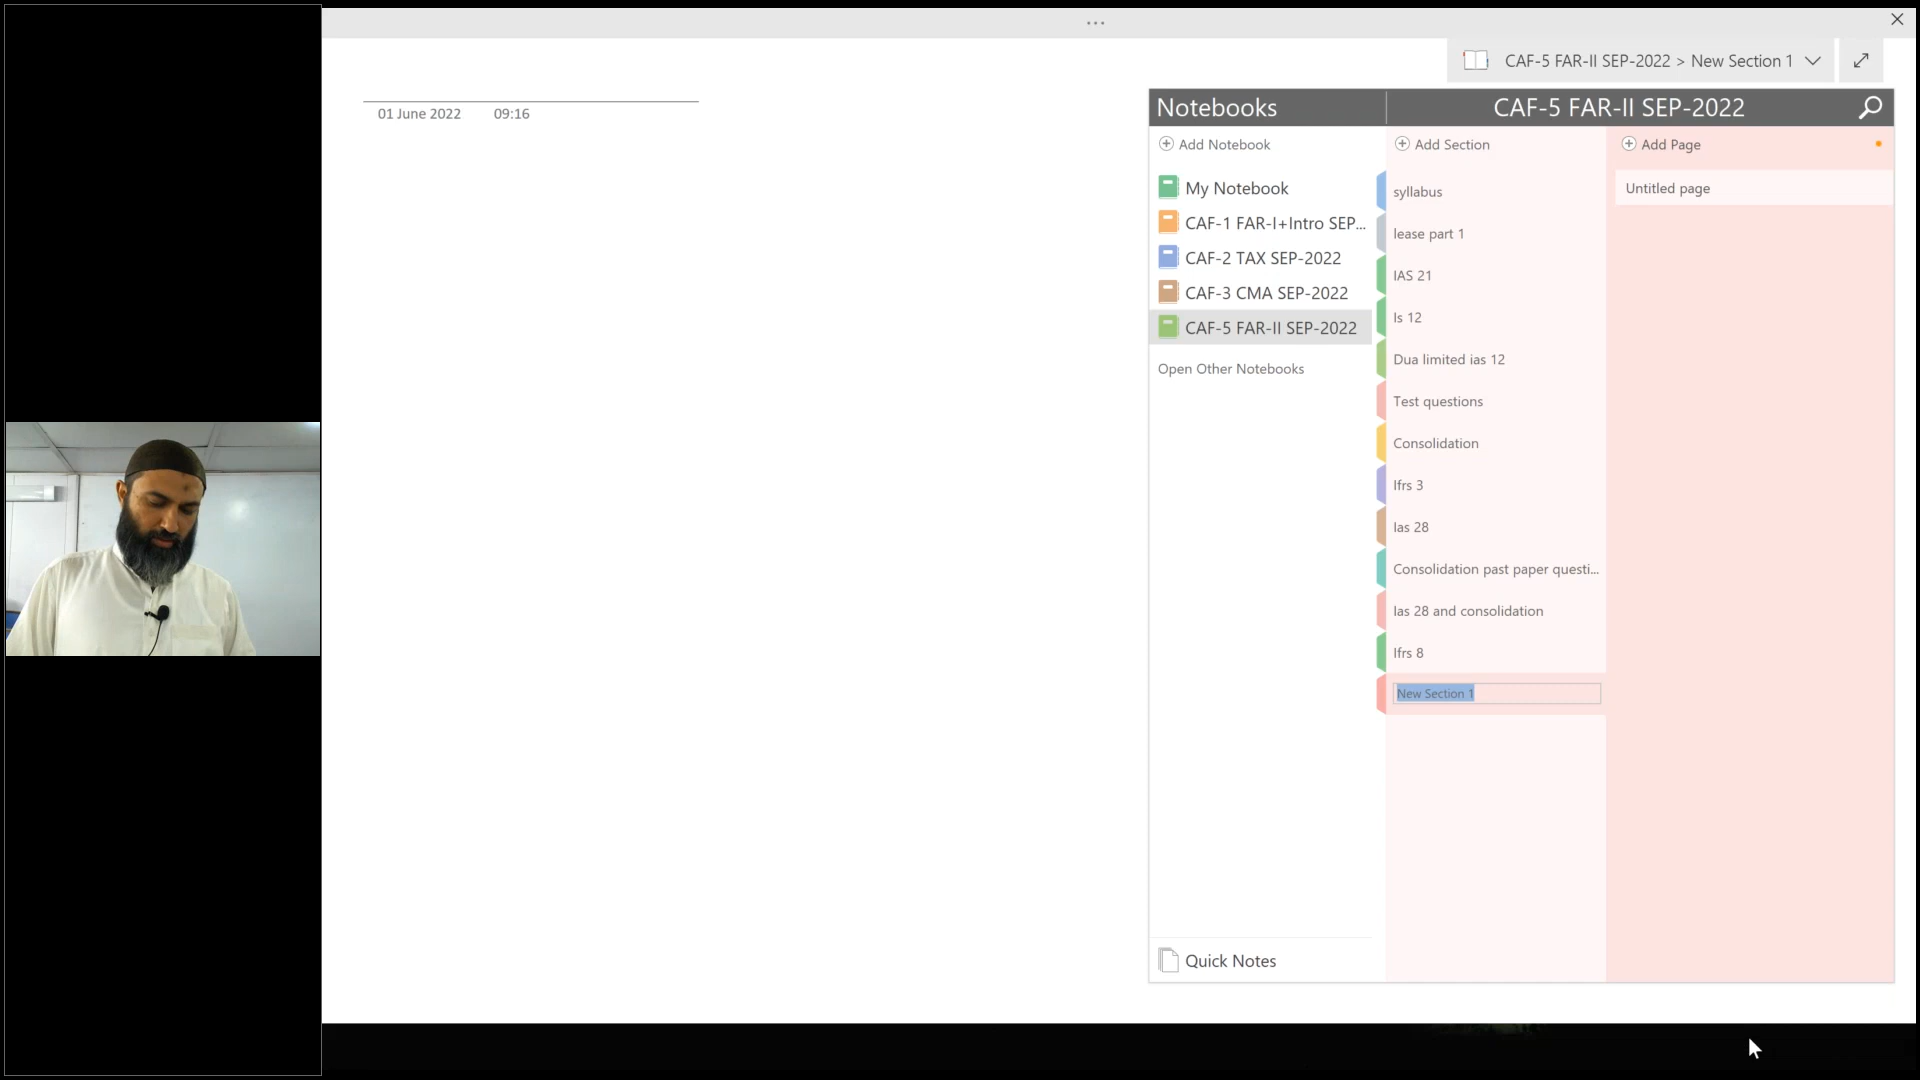 ...
CAF-5 FAR-II SEP-2022 > New Section 1
01 June 2022 09:16
Notebooks
CAF-5 FAR-II SEP-2022
Add Notebook
My Notebook
CAF-1 FAR-I+Intro SEP...
CAF-2 TAX SEP-2022
CAF-3 CMA SEP-2022
CAF-5 FAR-II SEP-2022
Open Other Notebooks
Quick Notes
Add Section
syllabus
lease part 1
IAS 21
Is 12
Dua limited ias 12
Test questions
Consolidation
Ifrs 3
Ias 28
Consolidation past paper questi...
Ias 28 and consolidation
Ifrs 8
New Section 1
Add Page
Untitled page